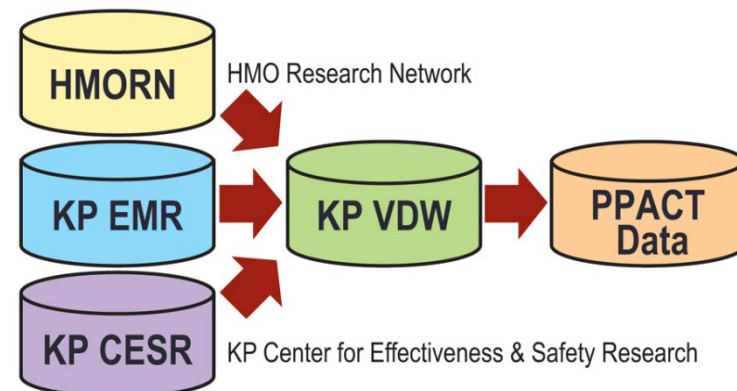 HMORN
HMO Research Network
KP EMR
KP VDW
PPACT
Data
KP CESR
KP Center for Effectiveness & Safety Research